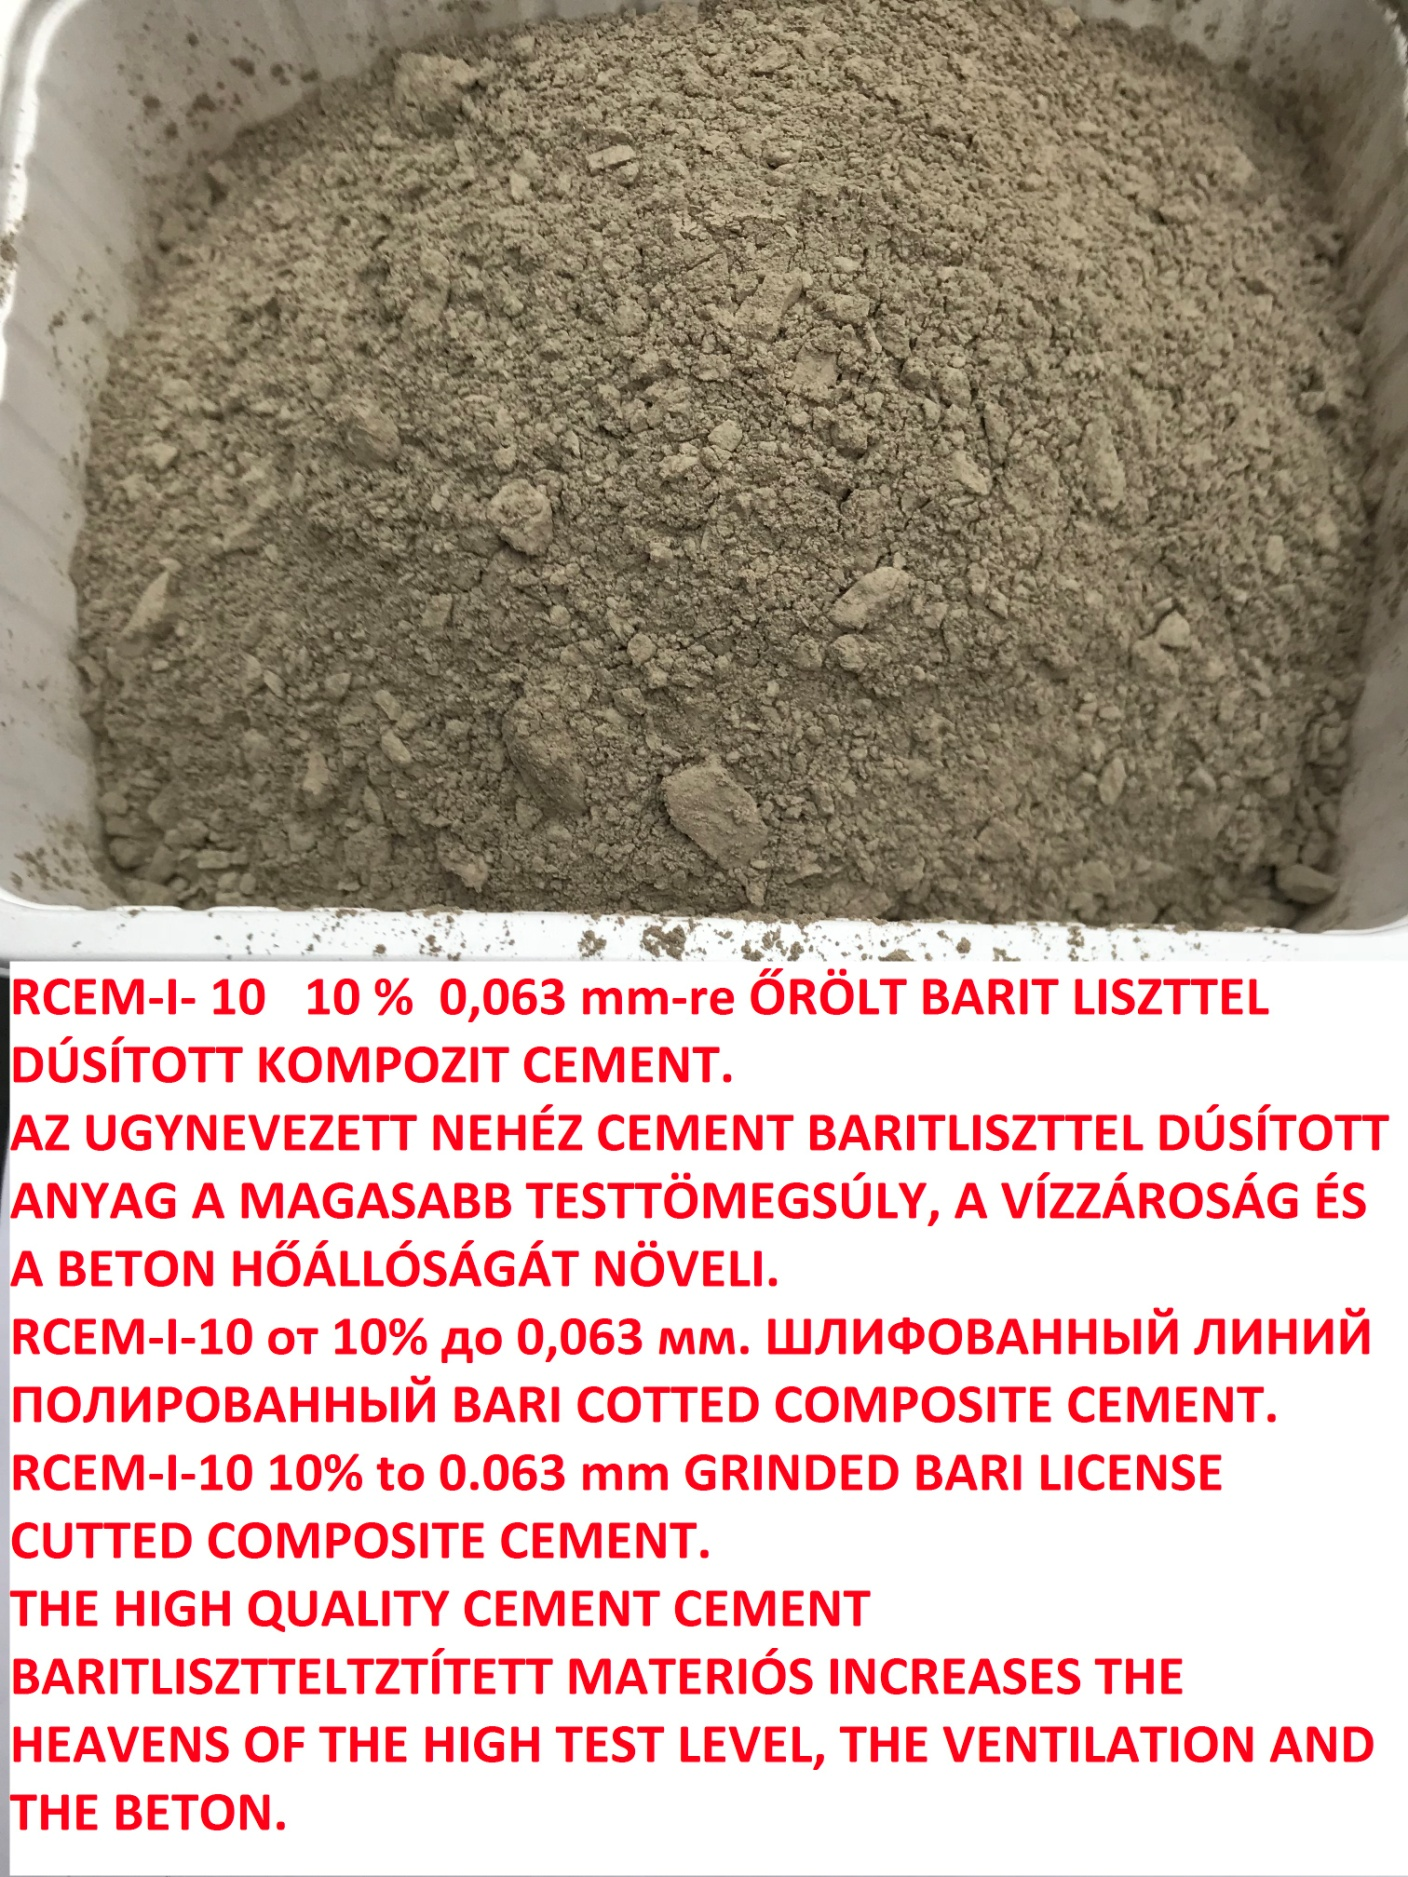 RCEM-I- 10   10 %  0,063 mm-re ŐRÖLT BARIT LISZTTEL
DÚSÍTOTT KOMPOZIT CEMENT.
AZ UGYNEVEZETT NEHÉZ CEMENT BARITLISZTTEL DÚSÍTOTT
ANYAG A MAGASABB TESTTÖMEGSÚLY, A VÍZZÁROSÁG ÉS
A BETON HŐÁLLÓSÁGÁT NÖVELI.
RCEM-I-10 от 10% до 0,063 мм. ШЛИФОВАННЫЙ ЛИНИЙ
ПОЛИРОВАННЫЙ BARI COTTED COMPOSITE CEMENT.
RCEM-I-10 10% to 0.063 mm GRINDED BARI LICENSE
CUTTED COMPOSITE CEMENT.
THE HIGH QUALITY CEMENT CEMENT
BARITLISZTTELTZTÍTETT MATERIÓS INCREASES THE
HEAVENS OF THE HIGH TEST LEVEL, THE VENTILATION AND
THE BETON.